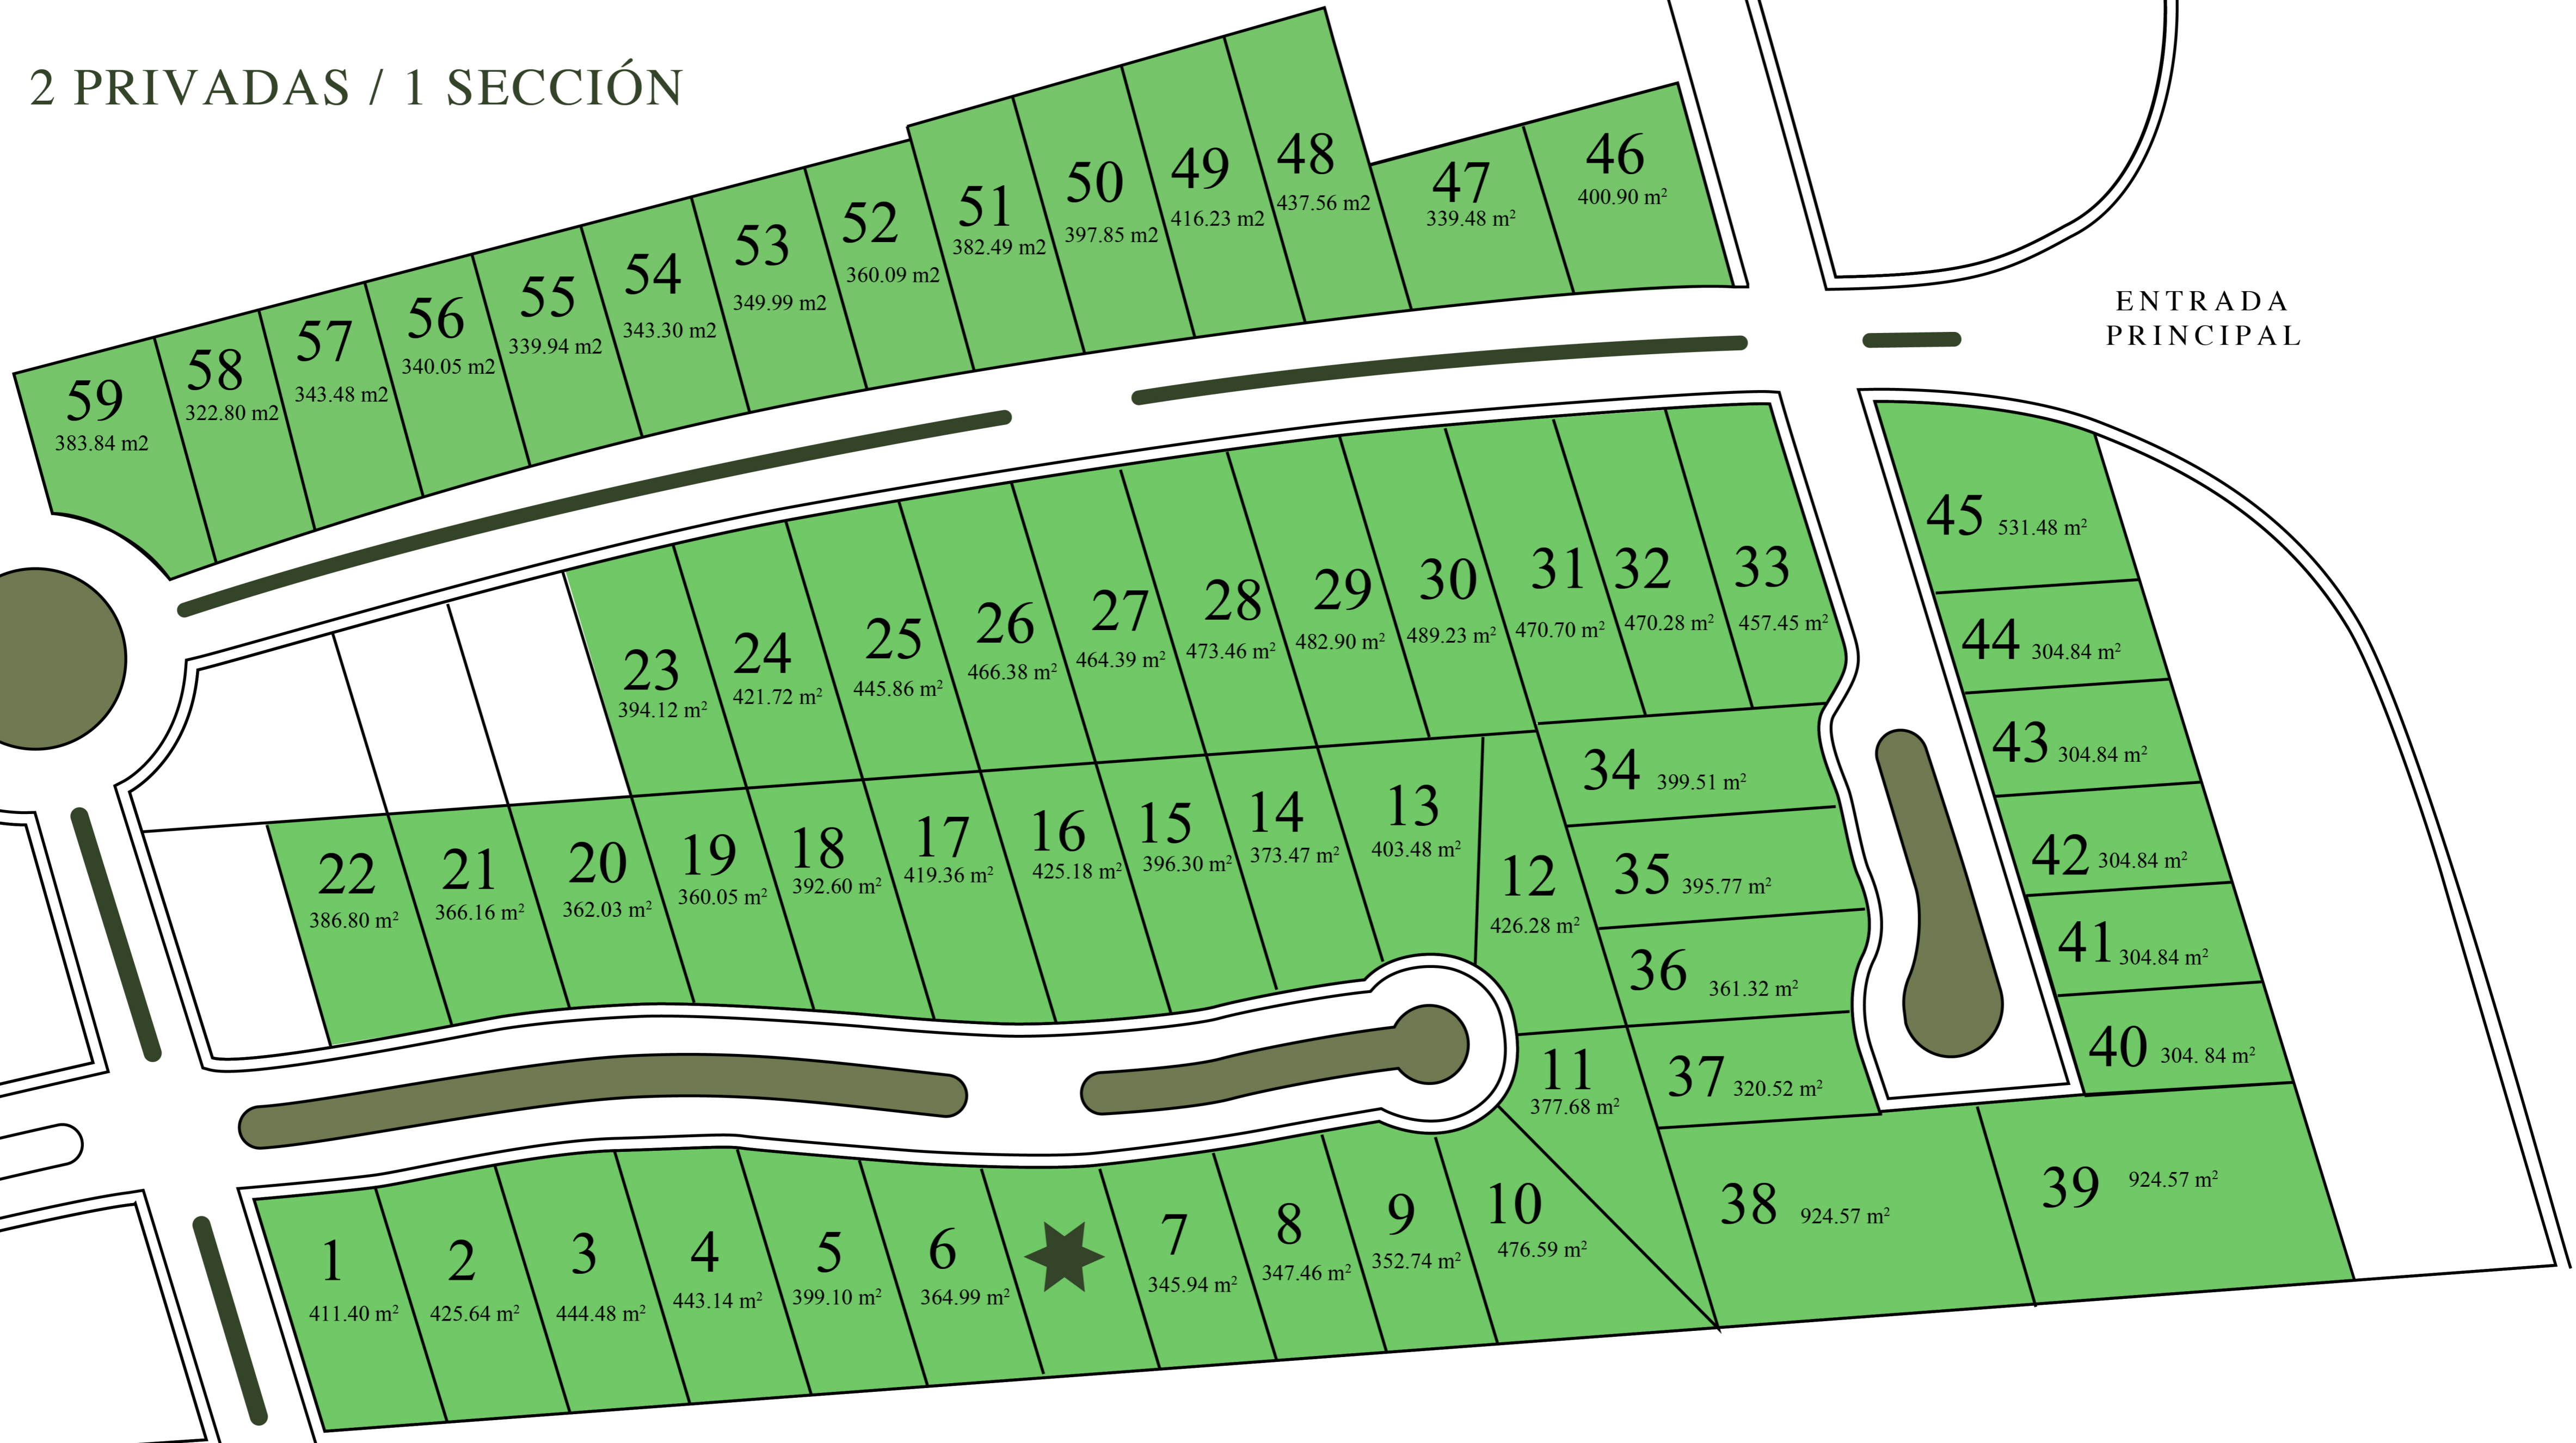 2 PRIVADAS / 1 SECCIÓN
48
437.56 m2
49
416.23 m2
50
397.85 m2
51
382.49 m2
47
339.48 m²
46
400.90 m²
52
360.09 m2
53
349.99 m2
54
343.30 m2
55
339.94 m2
56
340.05 m2
57
343.48 m2
58
322.80 m2
59
383.84 m2
ENTRADA
PRINCIPAL
23
394.12 m²
24
421.72 m²
25
445.86 m²
26
466.38 m²
27
464.39 m²
28
473.46 m²
29
482.90 m²
30
489.23 m²
31
470.70 m²
32
470.28 m²
33
457.45 m²
45 531.48 m²
44 304.84 m²
43 304.84 m²
42 304.84 m²
41 304.84 m²
40 304. 84 m²
34 399.51 m²
35 395.77 m²
36 361.32 m²
37 320.52 m²
38 924.57 m²
39 924.57 m²
22
386.80 m²
21
366.16 m²
20
362.03 m²
19
360.05 m²
18
392.60 m²
17
419.36 m²
16
425.18 m²
15
396.30 m²
14
373.47 m²
13
403.48 m²
12
426.28 m²
11
377.68 m²
1
411.40 m²
2
425.64 m²
3
444.48 m²
4
443.14 m²
5
399.10 m²
6
364.99 m²
7
345.94 m²
8
347.46 m²
9
352.74 m²
10
476.59 m²